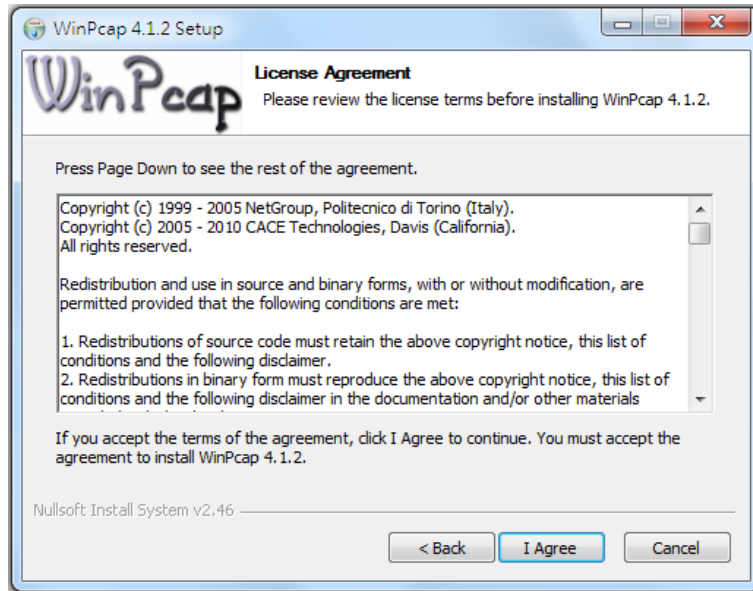 WinPcap 4.1.2 Setup
WinPcap
License Agreement
Please review the license terms before installing WinPcap 4.1.2.
Press Page Down to see the rest of the agreement.
Copyright (c) 1999 - 2005 NetGroup, Politecnico di Torino (Italy).
Copyright (c) 2005 - 2010 CACE Technologies, Davis (California).
All rights reserved.
Redistribution and use in source and binary forms, with or without modification, are
permitted provided that the following conditions are met:
1. Redistributions of source code must retain the above copyright notice, this list of
conditions and the following disclaimer.
2. Redistributions in binary form must reproduce the above copyright notice, this list of
conditions and the following disclaimer in the documentation and/or other materials
If you accept the terms of the agreement, click I Agree to continue. You must accept the
agreement to install WinPcap 4.1.2.
Nullsoft Install System v2.46
< Back
I Agree
Cancel